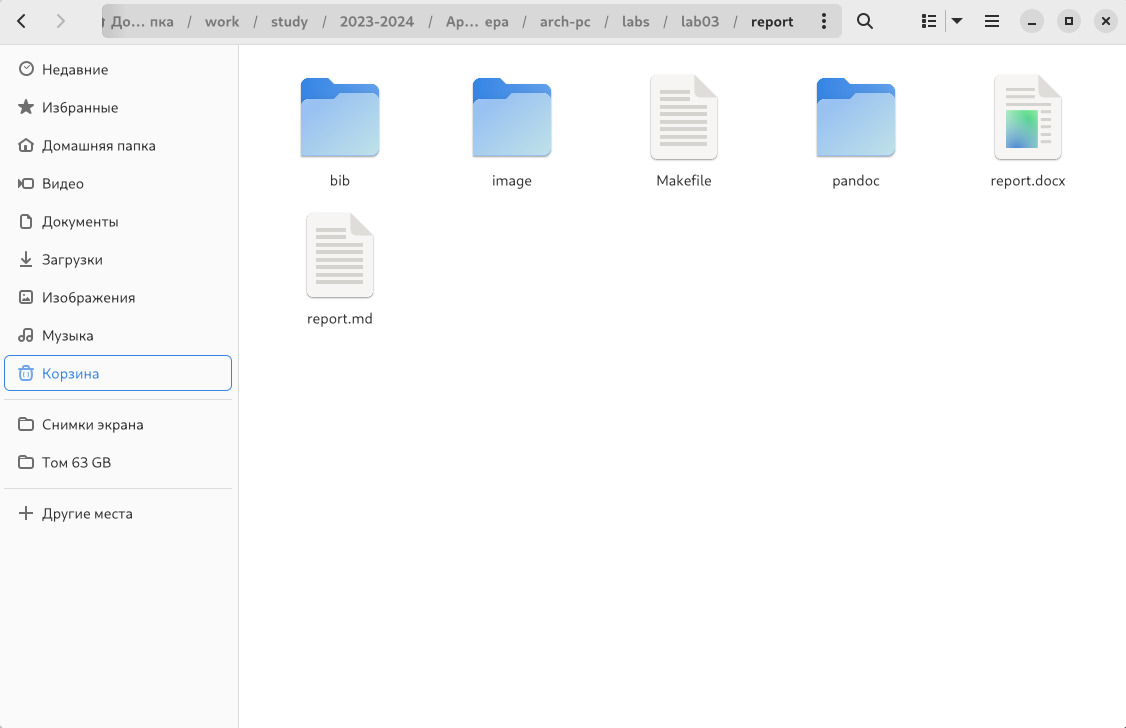 До... пка / work / study / 2023-2024 / Ар... ера / arch-pc / labs / lab03 / report
Недавние
Избранные
Домашняя папка
Видео
Документы
Загрузки
Изображения
Музыка
Корзина
Снимки экрана
Том 63 GB
Другие места
bib
image
Makefile
pandoc
report.docx
report.md